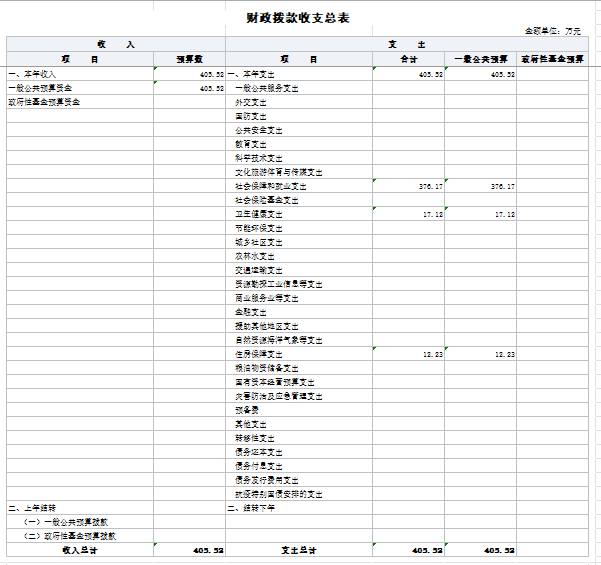 财政拨款收支总表
金额单位：万元
收 入 支 出
项 目 预算数 项 目 合计 一般公共预算 政府性基金预算
一、本年收入 405.52 一、本年支出 405.52 405.52
一般公共预算资金 405.52 一般公共服务支出
政府性基金预算资金 外交支出
国防支出
公共安全支出
教育支出
科学技术支出
文化旅游体育与传媒支出
社会保障和就业支出 376.17 376.17
社会保险基金支出
卫生健康支出 17.12 17.12
节能环保支出
城乡社区支出
农林水支出
交通运输支出
资源勘探工业信息等支出
商业服务业等支出
金融支出
援助其他地区支出
自然资源海洋气象等支出
住房保障支出 12.23 12.23
粮油物资储备支出
国有资本经营预算支出
灾害防治及应急管理支出
预备费
其他支出
转移性支出
债务还本支出
债务付息支出
债务发行费用支出
抗疫特别国债安排的支出
二、上年结转 二、结转下年
（一）一般公共预算拨款
（二）政府性基金预算拨款
收入总计 405.52 支出总计 405.52 405.52